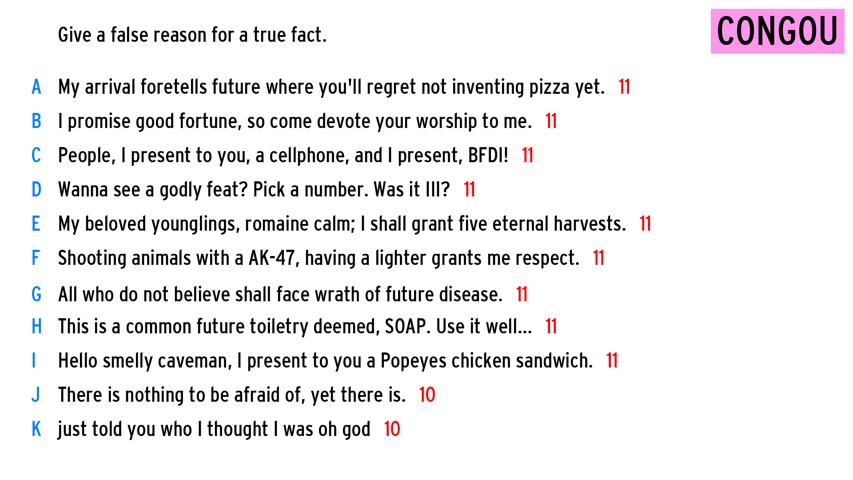 Give a false reason for a true fact.
CONGOU
A My arrival foretells future where you'll regret not inventing pizza yet. 11
B I promise good fortune, so come devote your worship to me. 11
C People, I present to you, a cellphone, and I present, BFDI! 11
D Wanna see a godly feat? Pick a number. Was it III? 11
E My beloved younglings, romaine calm; I shall grant five eternal harvests. 11
F Shooting animals with a AK-47, having a lighter grants me respect. 11
G All who do not believe shall face wrath of future disease. 11
H This is a common future toiletry deemed, SOAP. Use it well... 11
I Hello smelly caveman, I present to you a Popeyes chicken sandwich. 11
J There is nothing to be afraid of, yet there is. 10
K just told you who I thought I was oh god 10